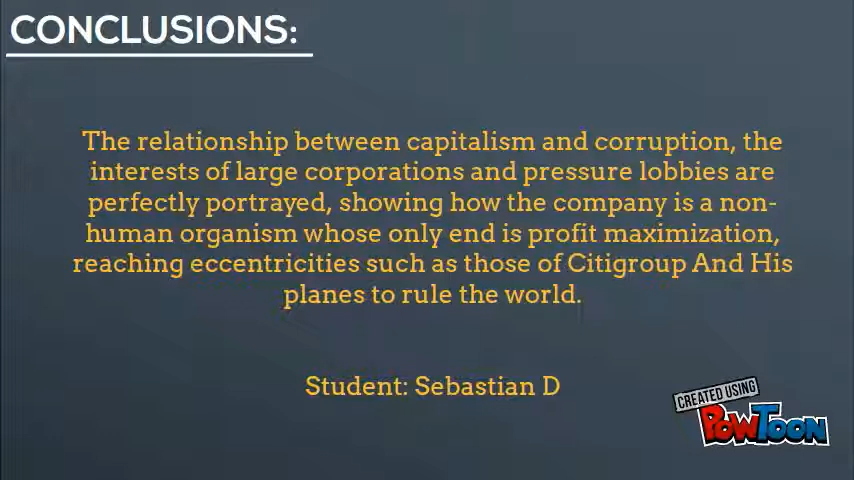 CONCLUSIONS:
The relationship between capitalism and corruption, the
interests of large corporations and pressure lobbies are
perfectly portrayed, showing how the company is a non-
human organism whose only end is profit maximization,
reaching eccentricities such as those of Citigroup And His
planes to rule the world.
Student: Sebastian D
CREATED USING
POWTOON